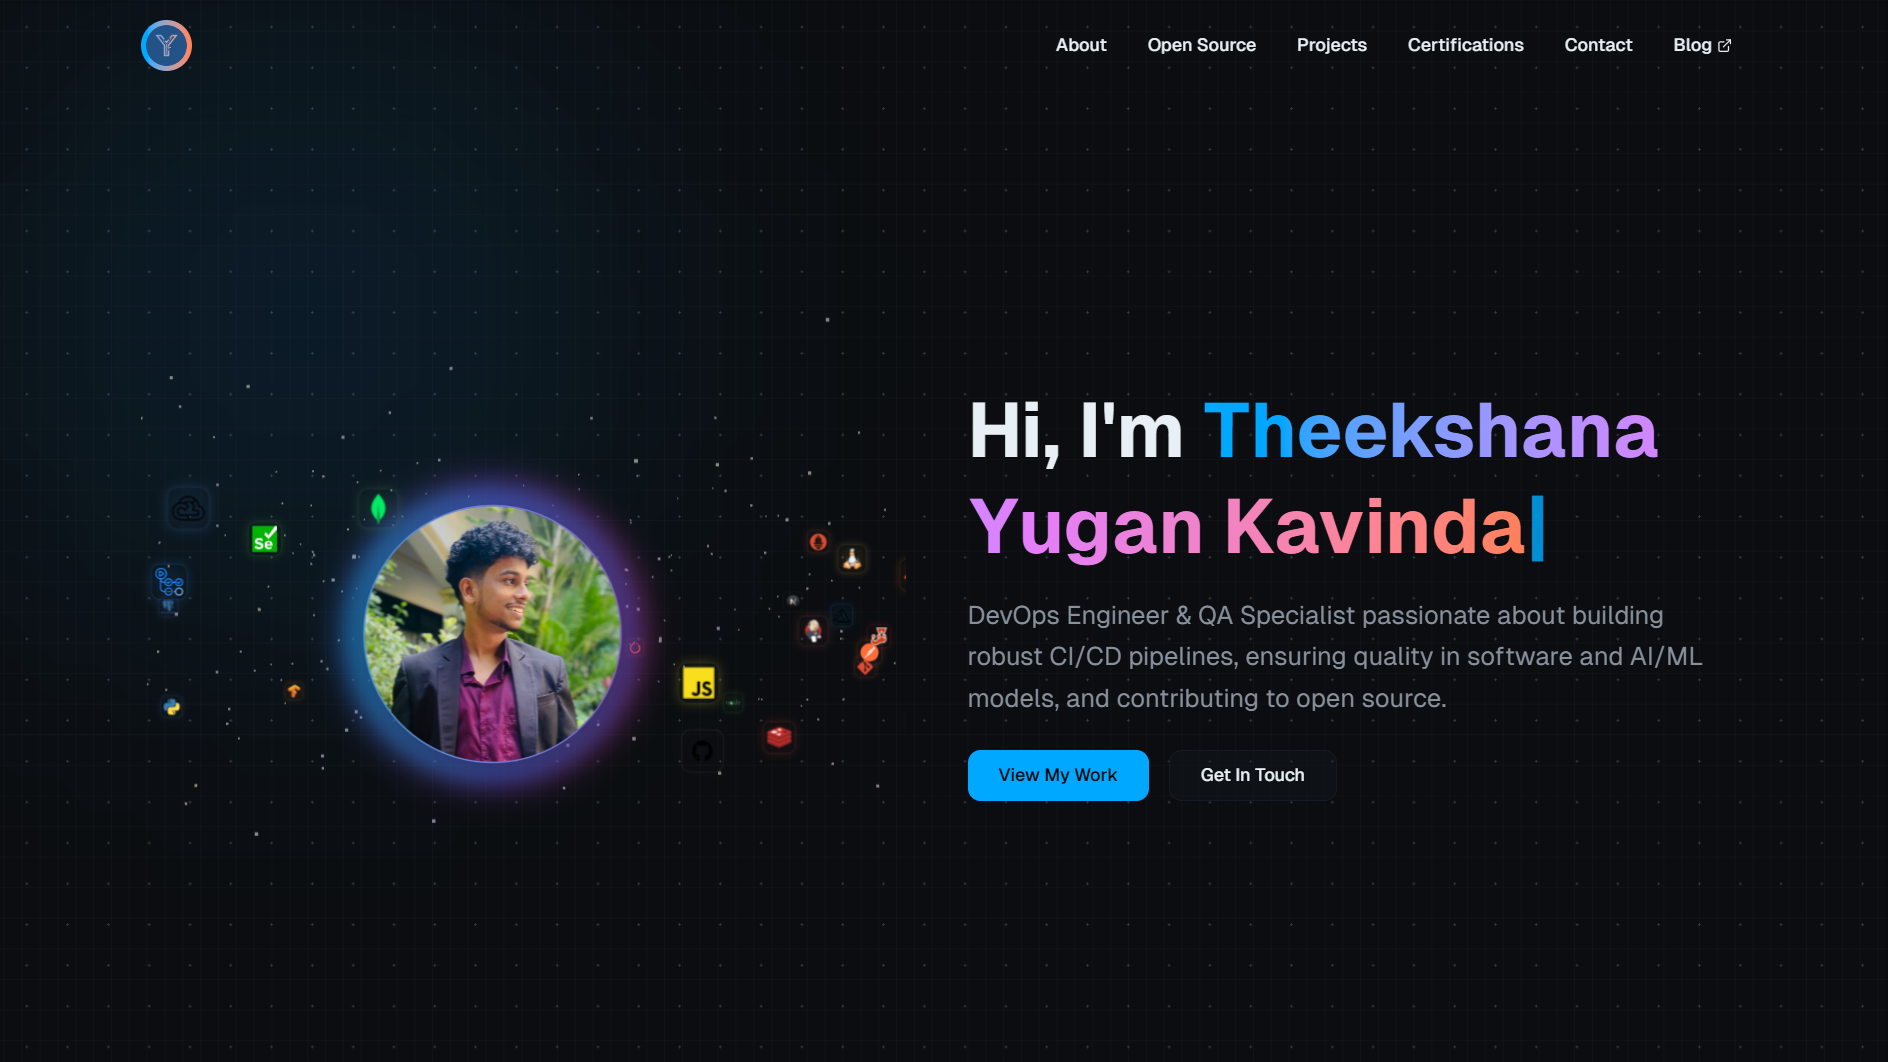 Y
About
Open Source
Projects
Certifications
Contact
Blog
Hi, I'm Theekshana
Yugan Kavinda
DevOps Engineer & QA Specialist passionate about building
robust CI/CD pipelines, ensuring quality in software and AI/ML
models, and contributing to open source.
View My Work
Get In Touch
Se
JS